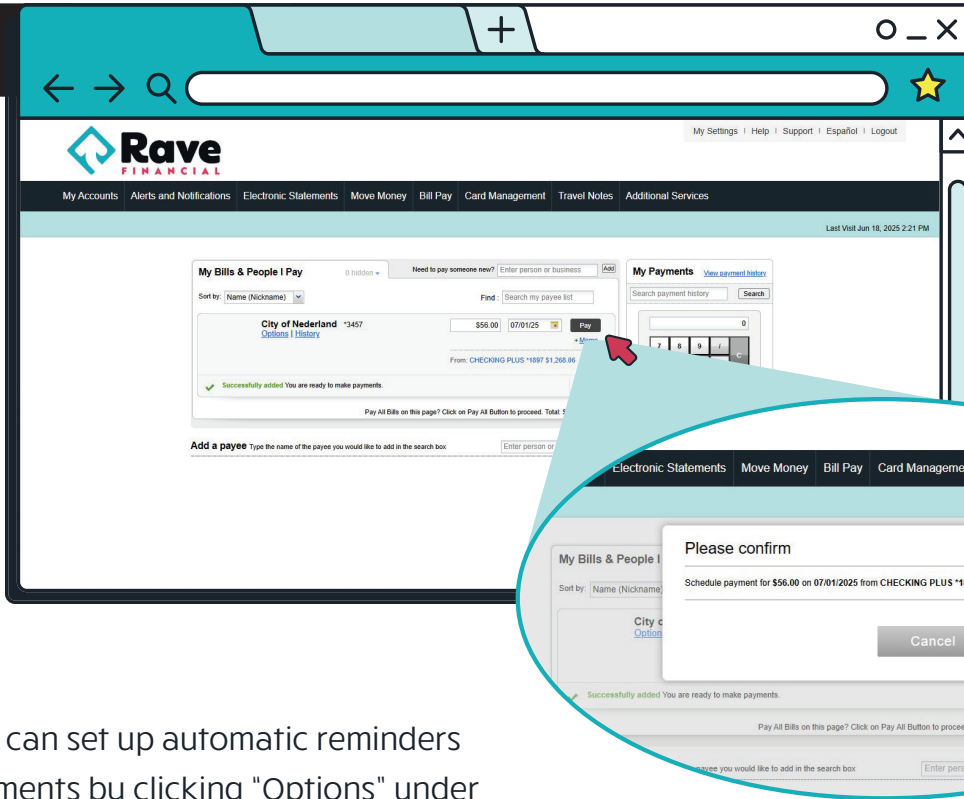 My Settings | Help | Support | Español | Logout
Rave
FINANCIAL
My Accounts Alerts and Notifications Electronic Statements Move Money Bill Pay Card Management Travel Notes Additional Services
Last Visit Jun 18, 2025 2:21 PM
My Bills & People I Pay 0 hidden Need to pay someone new? Enter person or business Add
Sort by: Name (Nickname) Find : Search my payee list
City of Nederland *3457 $56.00 07/01/25 Pay
Options | History + Memo
From: CHECKING PLUS *1897 $1,268.06
Successfully added You are ready to make payments.
Pay All Bills on this page? Click on Pay All Button to proceed. Total:
Add a payee Type the name of the payee you would like to add in the search box Enter person or
My Payments View payment history
Search payment history Search
0
7 8 9 /
C
Electronic Statements Move Money Bill Pay Card Manageme
My Bills & People I
Sort by: Name (Nickname)
City
Option
Please confirm
Schedule payment for $56.00 on 07/01/2025 from CHECKING PLUS
Cancel
Successfully added You are ready to make payments.
Pay All Bills on this page? Click on Pay All Button to procee
payee you would like to add in the search box Enter pers
can set up automatic reminders
ments by clicking "Options" under